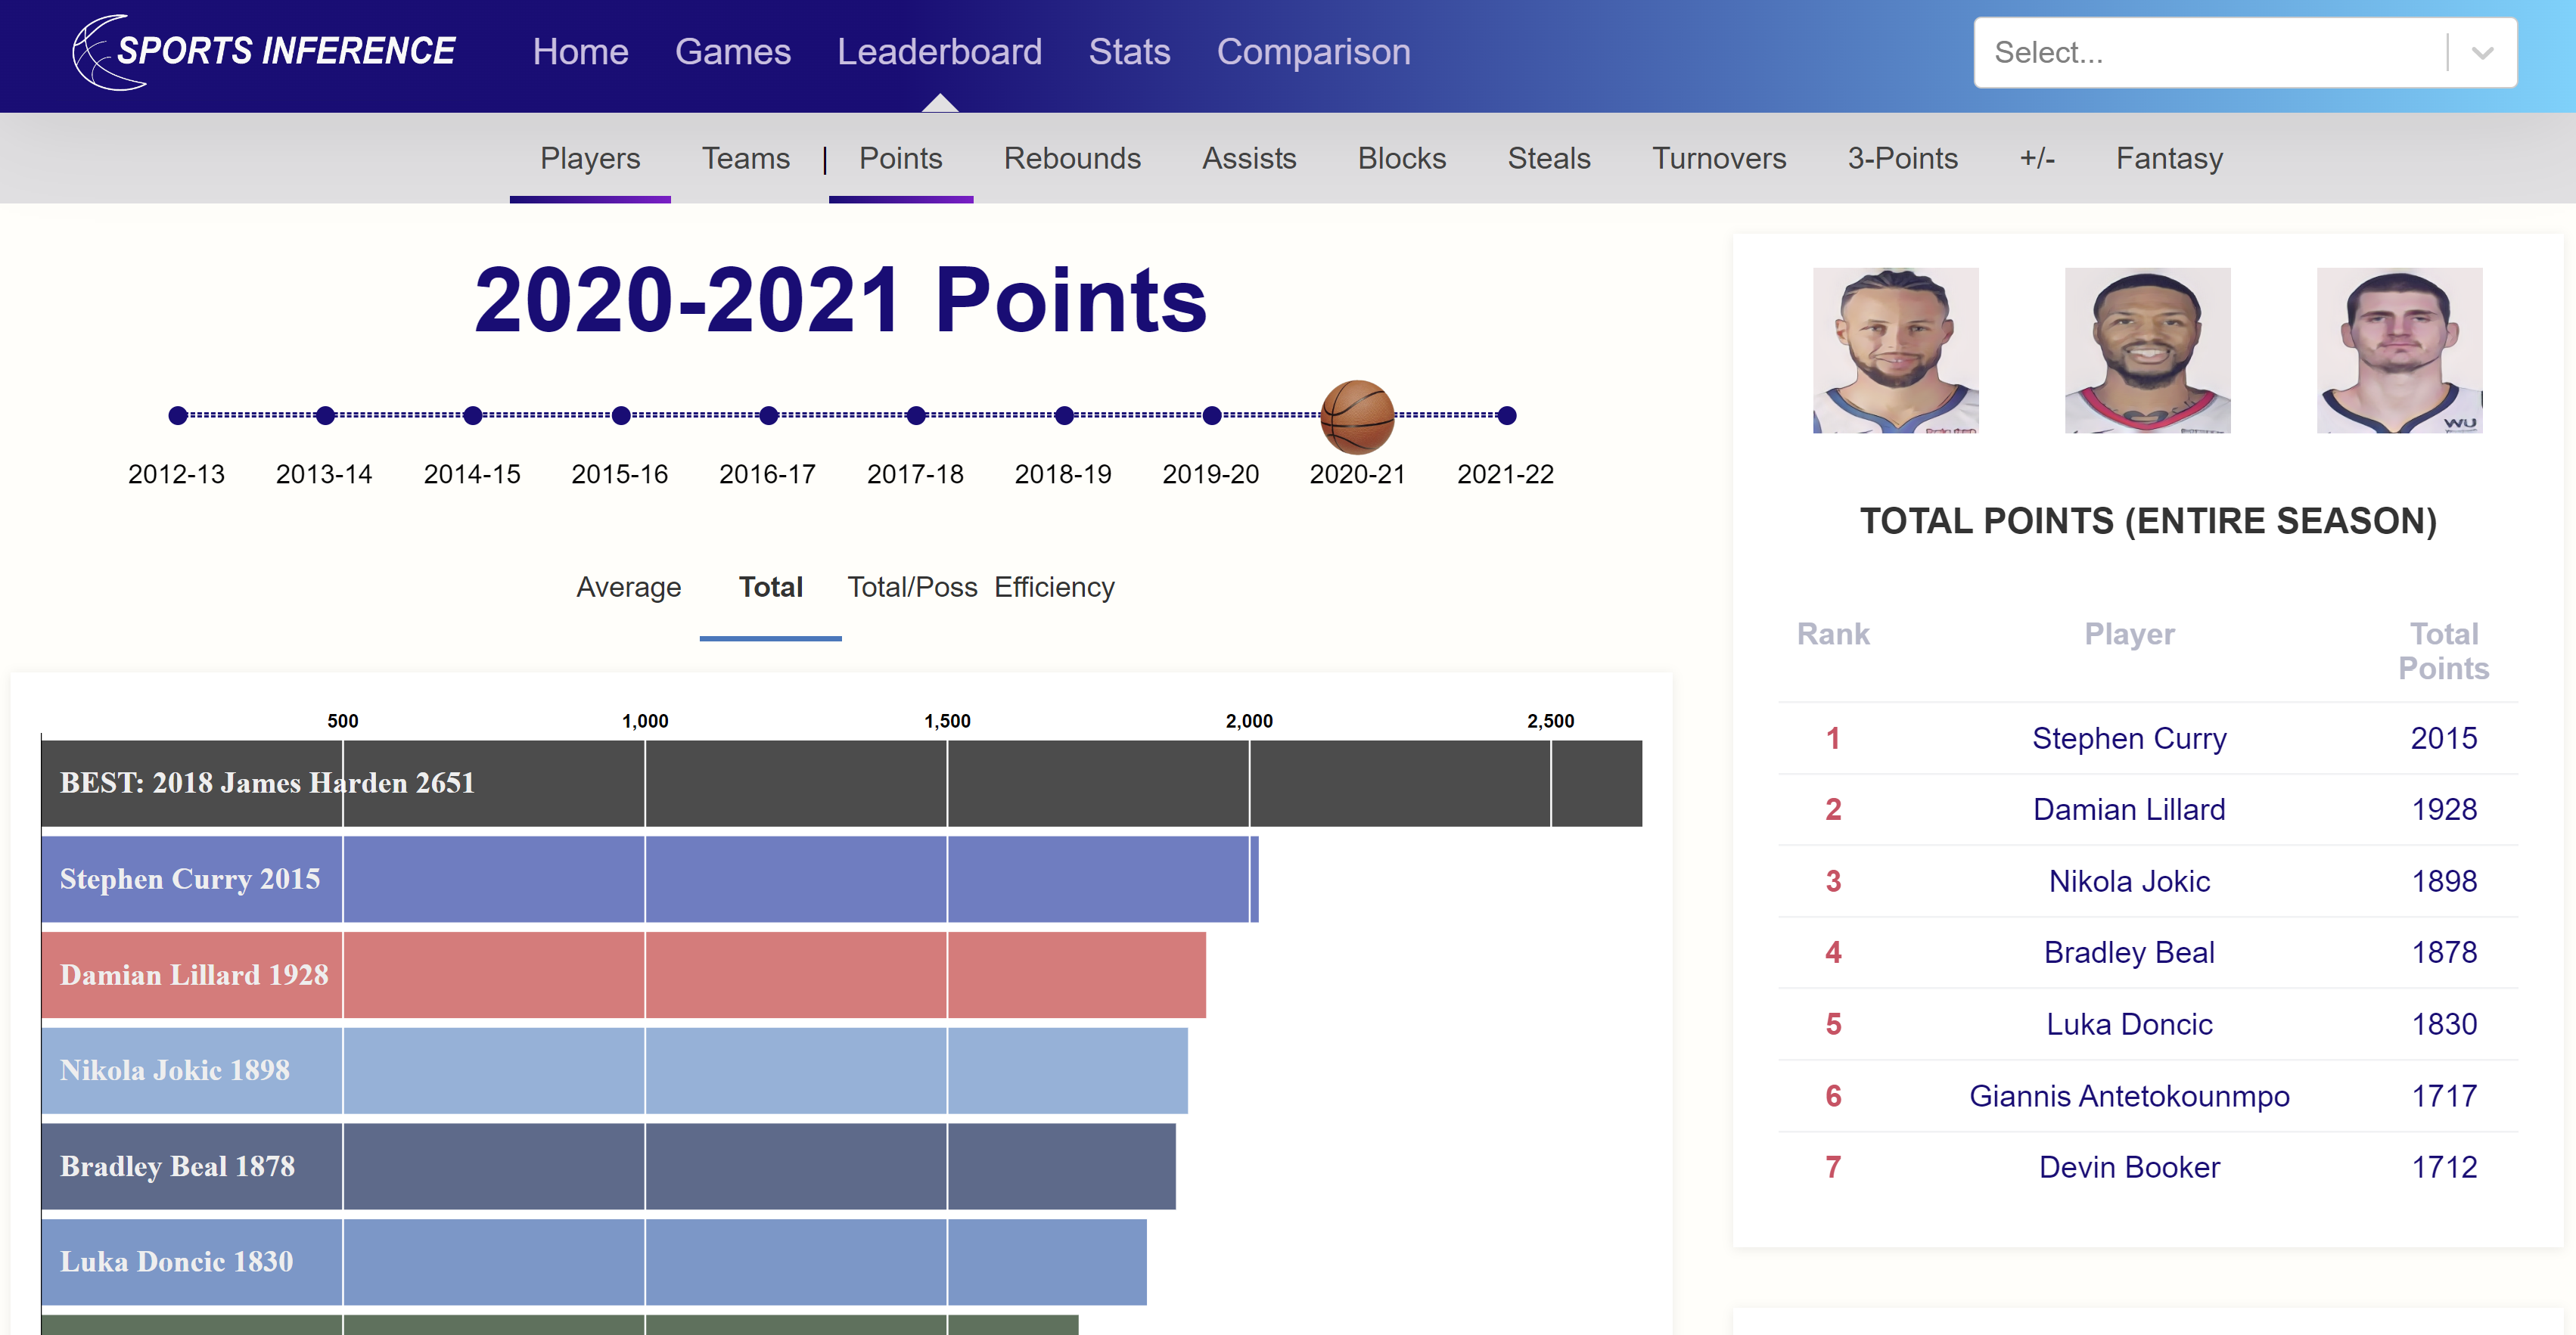 SPORTS INFERENCE Home Games Leaderboard Stats Comparison Select...
Players Teams | Points Rebounds Assists Blocks Steals Turnovers 3-Points +/- Fantasy
2020-2021 Points
2012-13 2013-14 2014-15 2015-16 2016-17 2017-18 2018-19 2019-20 2020-21 2021-22
Average Total Total/Poss Efficiency
500 1,000 1,500 2,000 2,500
BEST: 2018 James Harden 2651
Stephen Curry 2015
Damian Lillard 1928
Nikola Jokic 1898
Bradley Beal 1878
Luka Doncic 1830
WU
TOTAL POINTS (ENTIRE SEASON)
Rank Player Total
Points
1 Stephen Curry 2015
2 Damian Lillard 1928
3 Nikola Jokic 1898
4 Bradley Beal 1878
5 Luka Doncic 1830
6 Giannis Antetokounmpo 1717
7 Devin Booker 1712